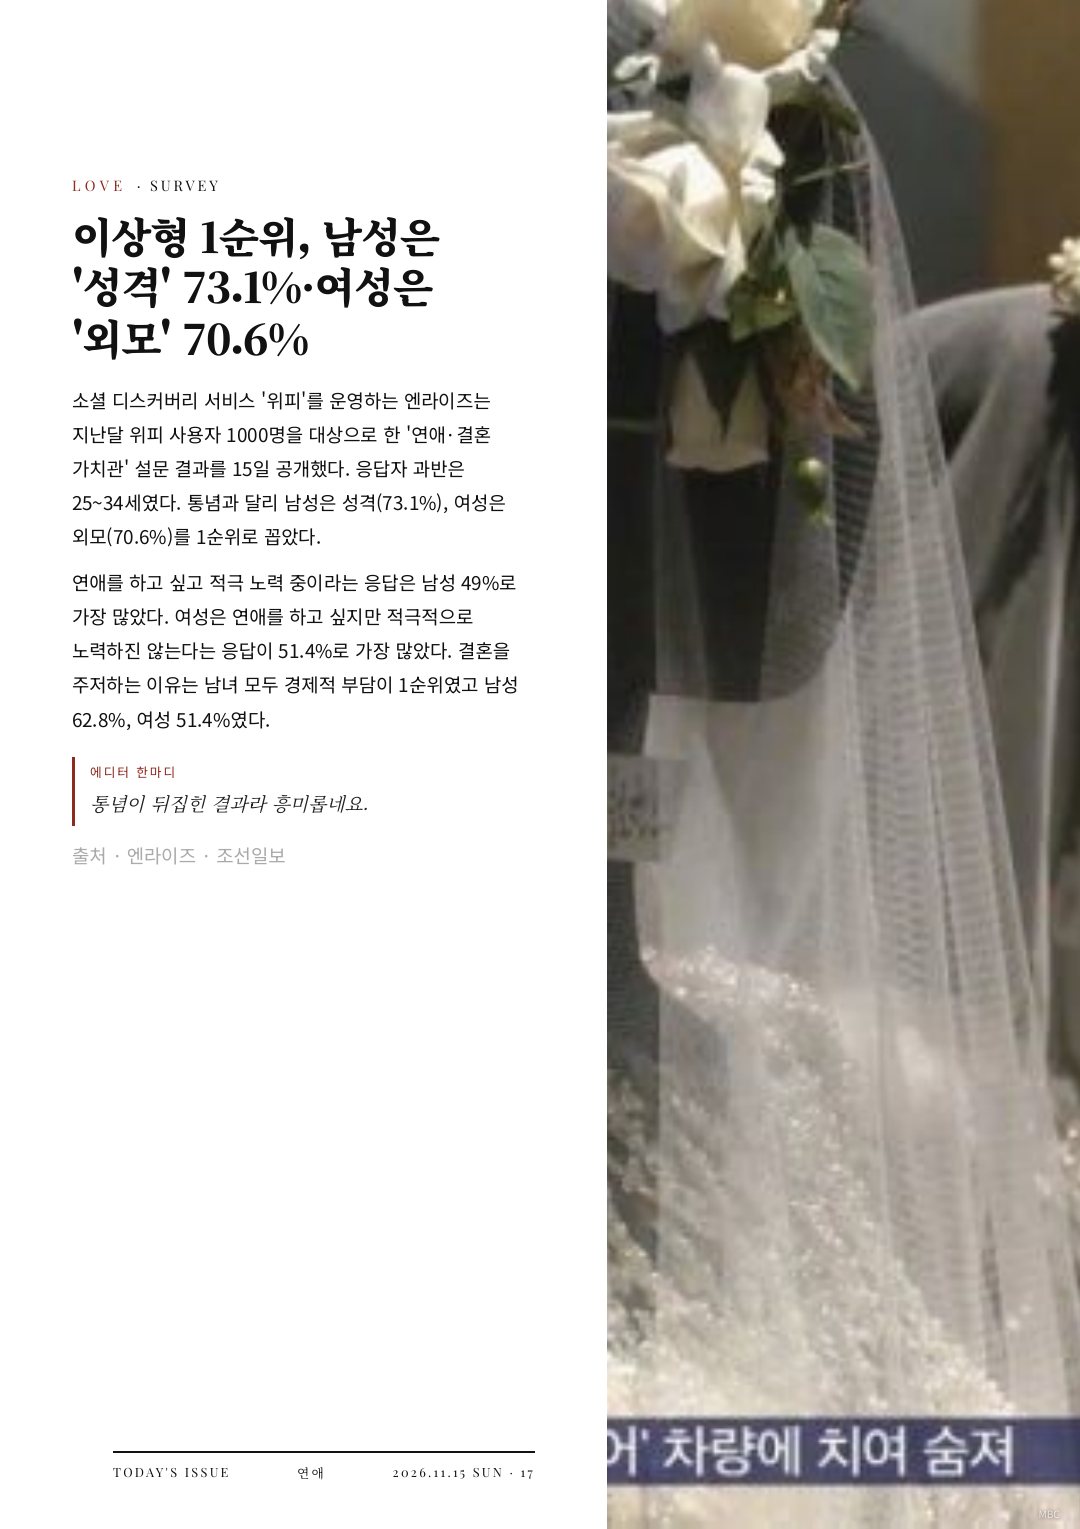 LOVE · SURVEY
이상형 1순위, 남성은
'성격' 73.1%·여성은
'외모' 70.6%
소셜 디스커버리 서비스 '위피'를 운영하는 엔라이즈는
지난달 위피 사용자 1000명을 대상으로 한 '연애·결혼
가치관' 설문 결과를 15일 공개했다. 응답자 과반은
25~34세였다. 통념과 달리 남성은 성격(73.1%), 여성은
외모(70.6%)를 1순위로 꼽았다.
연애를 하고 싶고 적극 노력 중이라는 응답은 남성 49%로
가장 많았다. 여성은 연애를 하고 싶지만 적극적으로
노력하진 않는다는 응답이 51.4%로 가장 많았다. 결혼을
주저하는 이유는 남녀 모두 경제적 부담이 1순위였고 남성
62.8%, 여성 51.4%였다.
에디터 한마디
통념이 뒤집힌 결과라 흥미롭네요.
출처 · 엔라이즈 · 조선일보
어' 차량에 치여 숨져
MBC
TODAY'S ISSUE 연애 2026.11.15 SUN · 17